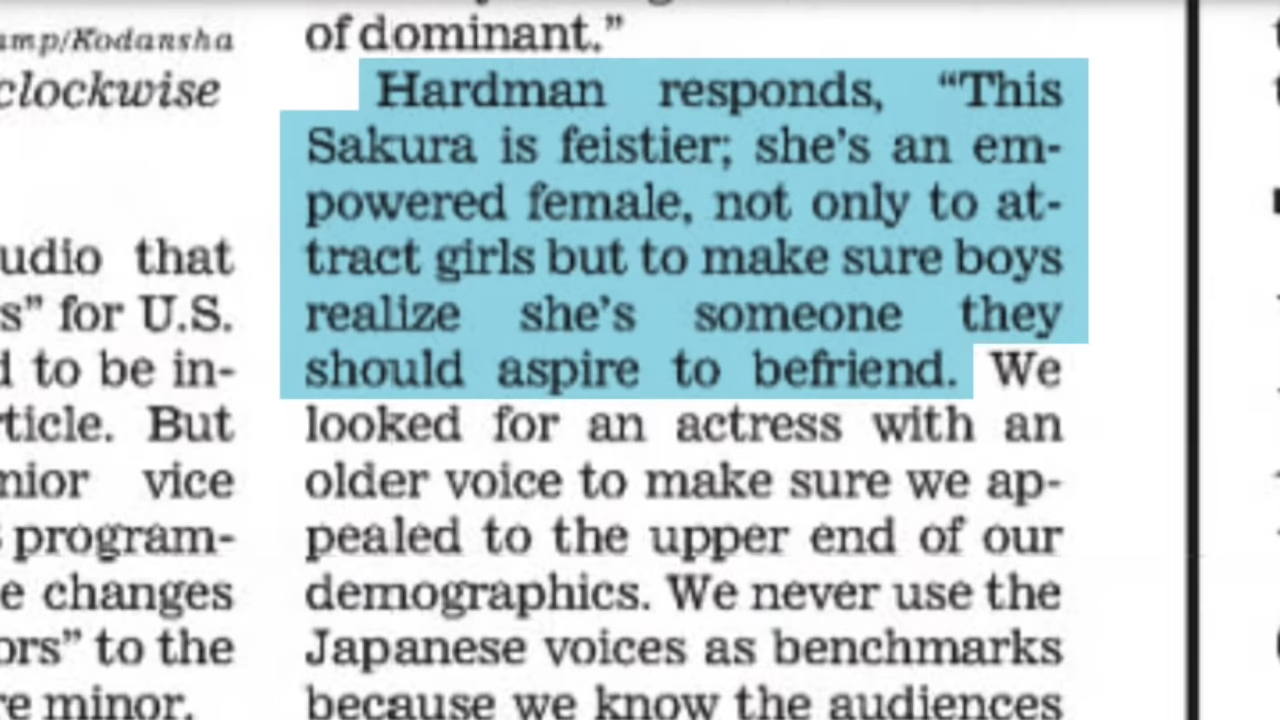 amp/Kodansha
clockwise
udio that
s” for U.S.
d to be in-
rticle. But
nior vice
program-
e changes
ors” to the
re minor.
of dominant.”
Hardman responds, “This
Sakura is feistier; she’s an em-
powered female, not only to at-
tract girls but to make sure boys
realize she’s someone they
should aspire to befriend. We
looked for an actress with an
older voice to make sure we ap-
pealed to the upper end of our
demographics. We never use the
Japanese voices as benchmarks
because we know the audiences